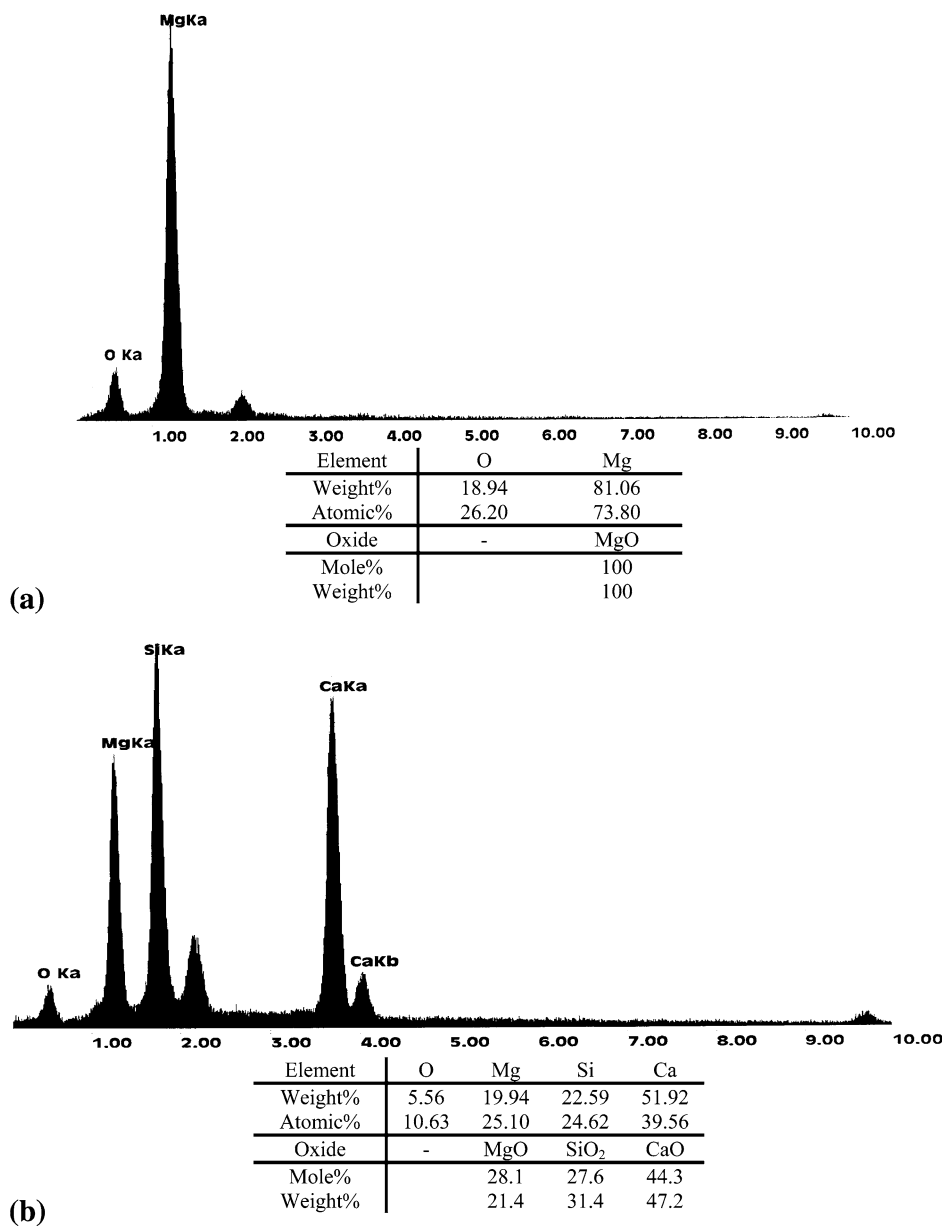 MgKa
O Ka
1.00 2.00 3.00 4.00 5.00 6.00 7.00 8.00 9.00 10.00
Element O Mg
Weight% 18.94 81.06
Atomic% 26.20 73.80
Oxide - MgO
Mole% 100
Weight% 100
(a)
SiKa
CaKa
MgKa
CaKb
O Ka
1.00 2.00 3.00 4.00 5.00 6.00 7.00 8.00 9.00 10.00
Element O Mg Si Ca
Weight% 5.56 19.94 22.59 51.92
Atomic% 10.63 25.10 24.62 39.56
Oxide - MgO SiO₂ CaO
Mole% 28.1 27.6 44.3
Weight% 21.4 31.4 47.2
(b)